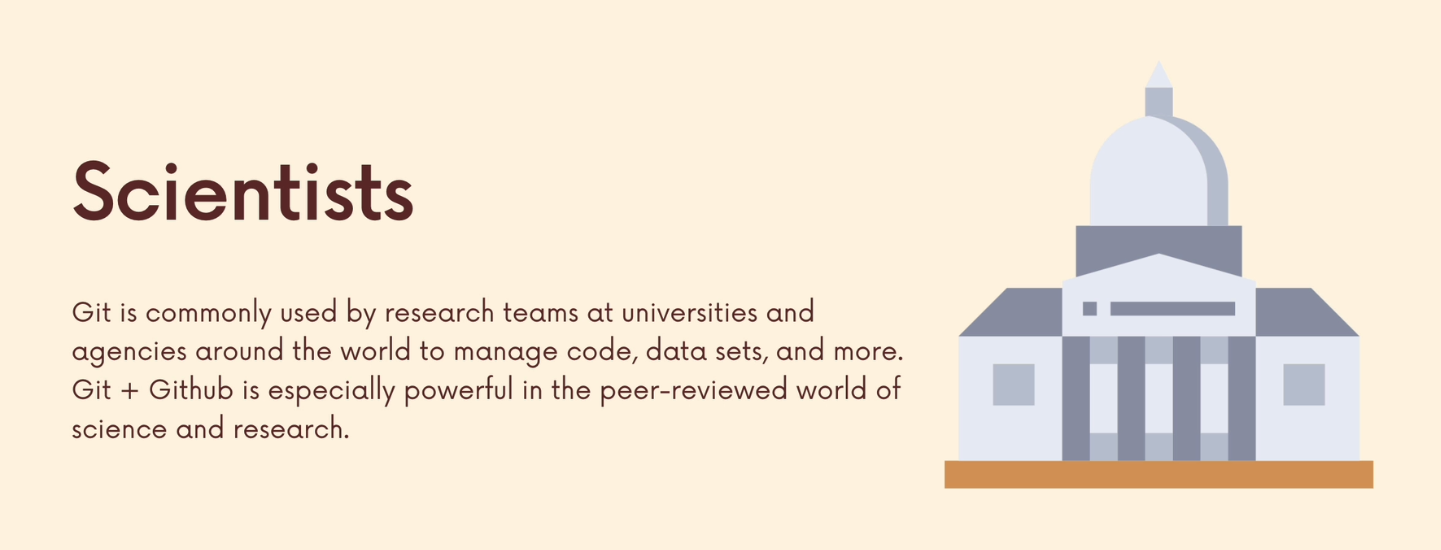 Scientists
Git is commonly used by research teams at universities and
agencies around the world to manage code, data sets, and more.
Git + Github is especially powerful in the peer-reviewed world of
science and research.